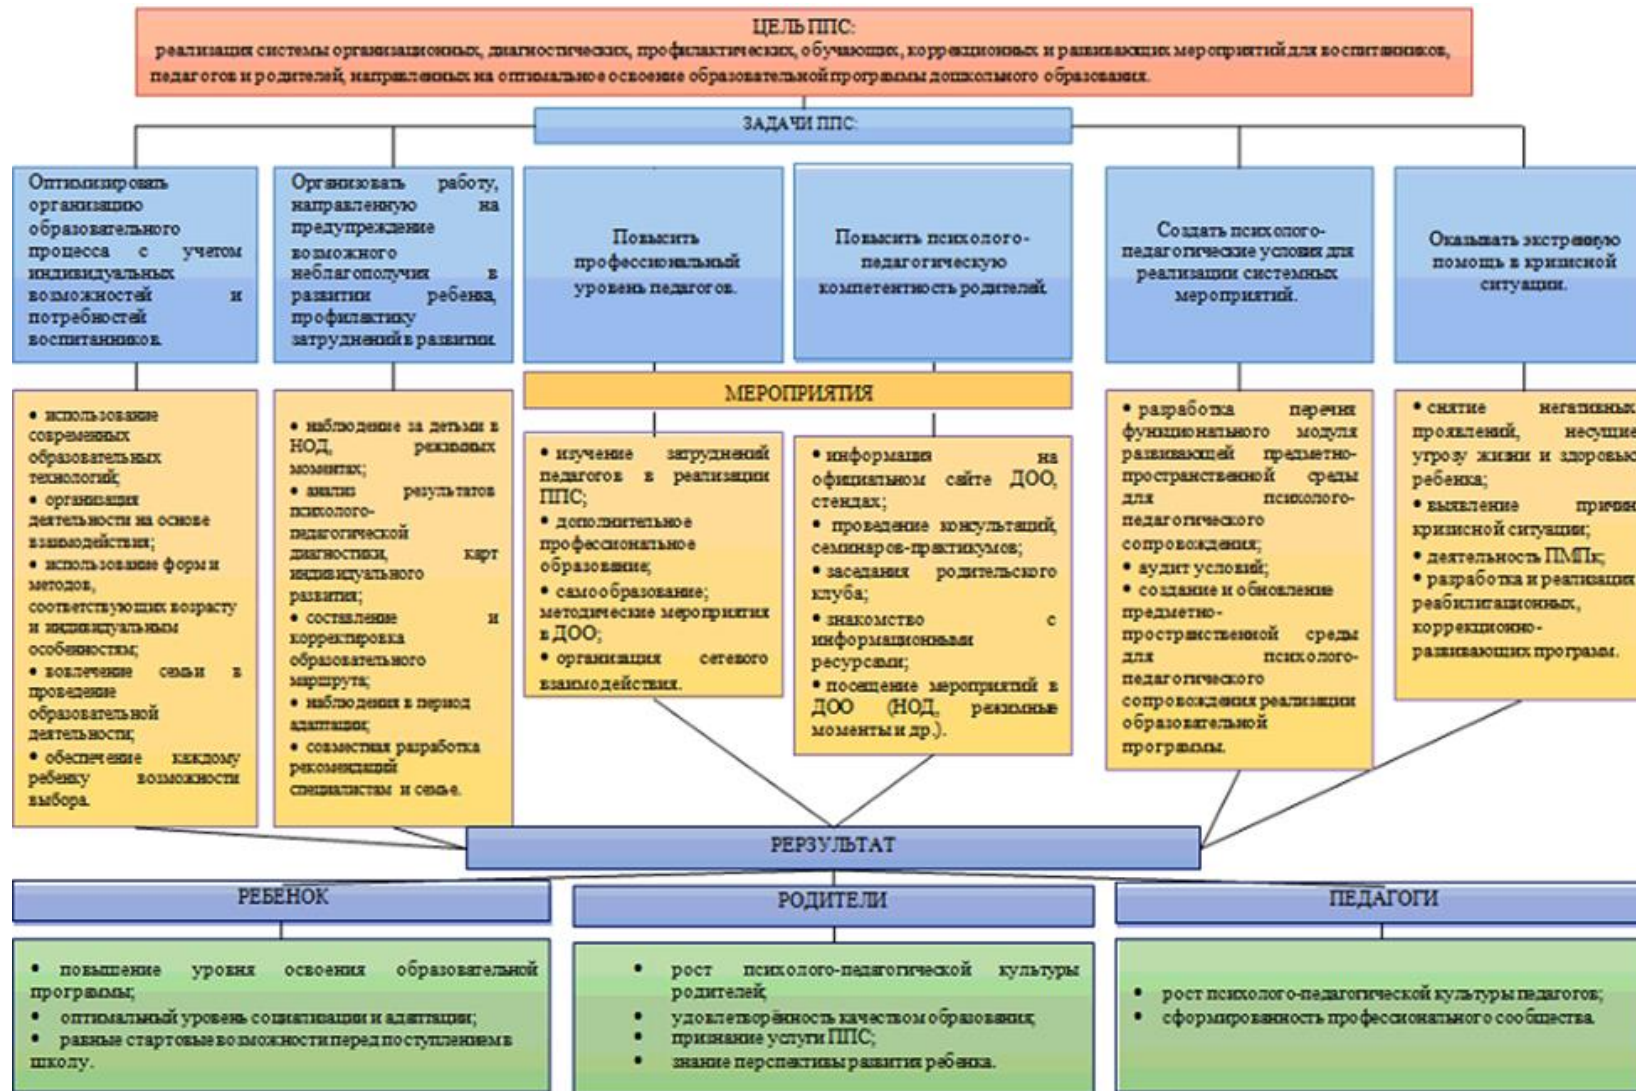 ЦЕЛЬ ППС:
реализация системы организационных, диагностических, профилактических, обучающих, коррекционных и развивающих мероприятий для воспитанников,
педагогов и родителей, направленных на оптимальное освоение образовательной программы дошкольного образования.
ЗАДАЧИ ППС:
Оптимизировать
организацию
образовательного
процесса с учетом
индивидуальных
возможностей и
потребностей
воспитанников.
Организовать работу,
направленную на
предупреждение
возможного
неблагополучия в
развитии ребенка,
профилактику
затруднений в развитии.
Повысить
профессиональный
уровень педагогов.
Повысить психолого-
педагогическую
компетентность родителей.
Создать психолого-
педагогические условия для
реализации системных
мероприятий.
Оказывать экстренную
помощь в кризисной
ситуации.
МЕРОПРИЯТИЯ
• использование
современных
образовательных
технологий;
• организация
деятельности на основе
взаимодействия;
• использование форм и
методов,
соответствующих возрасту
и индивидуальным
особенностям;
• вовлечение семьи в
проведение
образовательной
деятельности;
• обеспечение каждому
ребенку возможности
выбора.
• наблюдение за детьми в
НОД, режимных
моментах;
• анализ результатов
психолого-
педагогической
диагностики, карт
индивидуального
развития;
• составление и
корректировка
образовательного
маршрута;
• наблюдения в период
адаптации;
• совместная разработка
рекомендаций
специалистам и семье.
• изучение затруднений
педагогов в реализации
ППС;
• дополнительное
профессиональное
образование;
• самообразование;
методические мероприятия
в ДОО;
• организация сетевого
взаимодействия.
• информация на
официальном сайте ДОО,
стендах;
• проведение консультаций,
семинаров-практикумов;
• заседания родительского
клуба;
• знакомство с
информационными
ресурсами;
• посещение мероприятий в
ДОО (НОД, режимные
моменты и др.).
• разработка перечня
функционального модуля
развивающей предметно-
пространственной среды
для психолого-
педагогического
сопровождения;
• аудит условий;
• создание и обновление
предметно-
пространственной среды
для психолого-
педагогического
сопровождения реализации
образовательной
программы.
• снятие негативных
проявлений, несущие
угрозу жизни и здоровью
ребенка;
• выявление причин
кризисной ситуации;
• деятельность ПМПк;
• разработка и реализация
реабилитационных,
коррекционно-
развивающих программ.
РЕРЗУЛЬТАТ
РЕБЕНОК
РОДИТЕЛИ
ПЕДАГОГИ
• повышение уровня освоения образовательной
программы;
• оптимальный уровень социализации и адаптации;
• равные стартовые возможности перед поступлением в
школу.
• рост психолого-педагогической культуры
родителей;
• удовлетворённость качеством образования;
• признание услуги ППС;
• знание перспективы развития ребенка.
• рост психолого-педагогической культуры педагогов;
• сформированность профессионального сообщества.